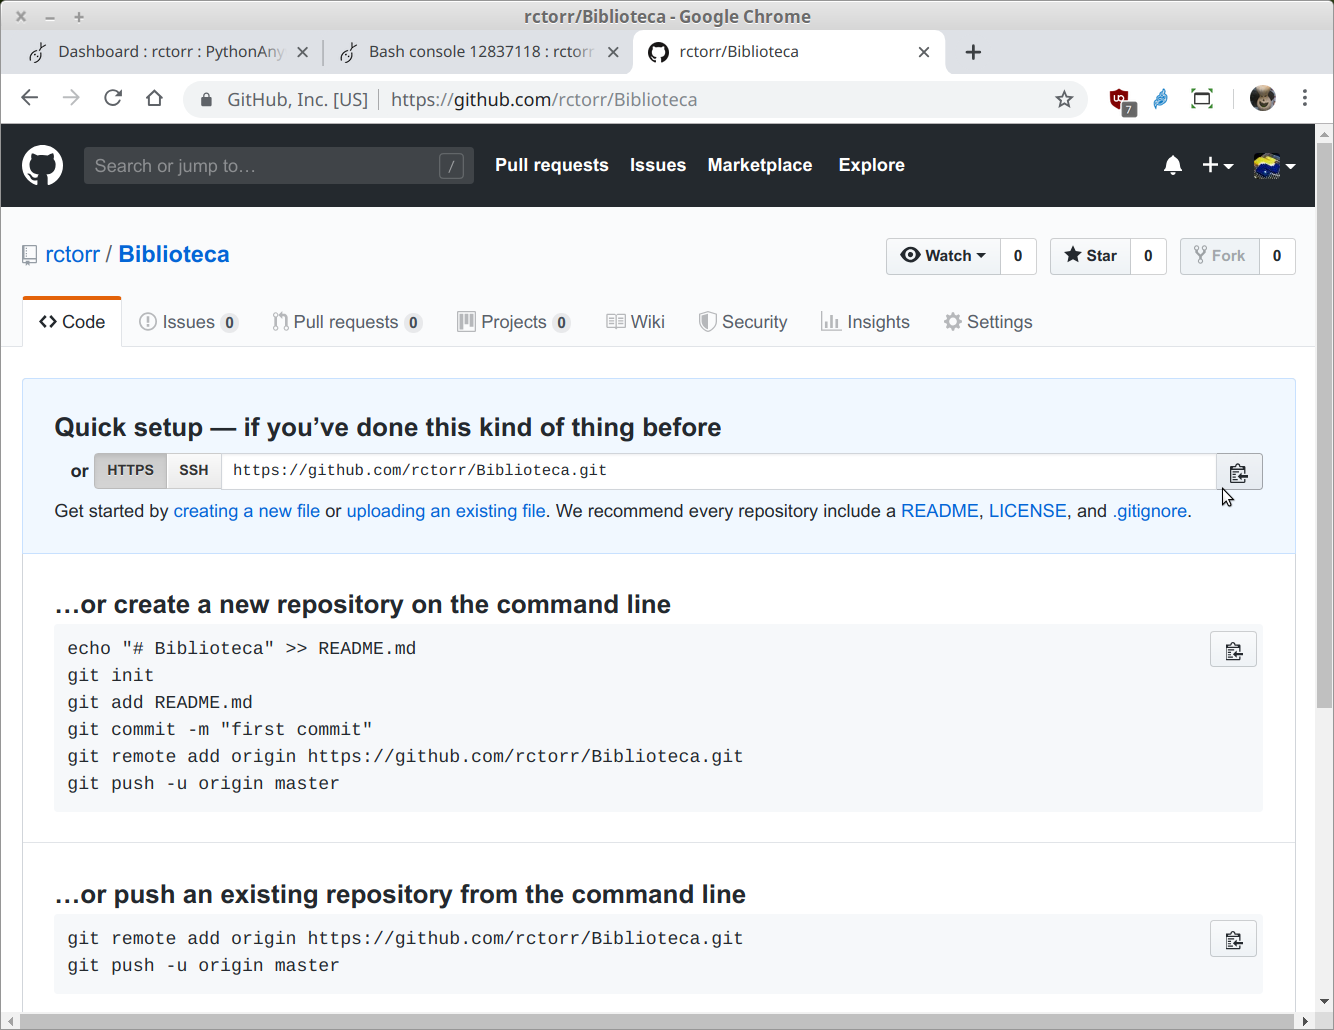 rctorr/Biblioteca - Google Chrome
Dashboard : rctorr : PythonAny
Bash console 12837118 : rctorr
rctorr/Biblioteca
GitHub, Inc. [US]
https://github.com/rctorr/Biblioteca
7
Search or jump to…
/
Pull requests
Issues
Marketplace
Explore
rctorr / Biblioteca
Watch 0
Star 0
Fork 0
Code
Issues 0
Pull requests 0
Projects 0
Wiki
Security
Insights
Settings
Quick setup — if you’ve done this kind of thing before
or HTTPS SSH https://github.com/rctorr/Biblioteca.git
Get started by creating a new file or uploading an existing file. We recommend every repository include a README, LICENSE, and .gitignore.
…or create a new repository on the command line
echo "# Biblioteca" >> README.md
git init
git add README.md
git commit -m "first commit"
git remote add origin https://github.com/rctorr/Biblioteca.git
git push -u origin master
…or push an existing repository from the command line
git remote add origin https://github.com/rctorr/Biblioteca.git
git push -u origin master